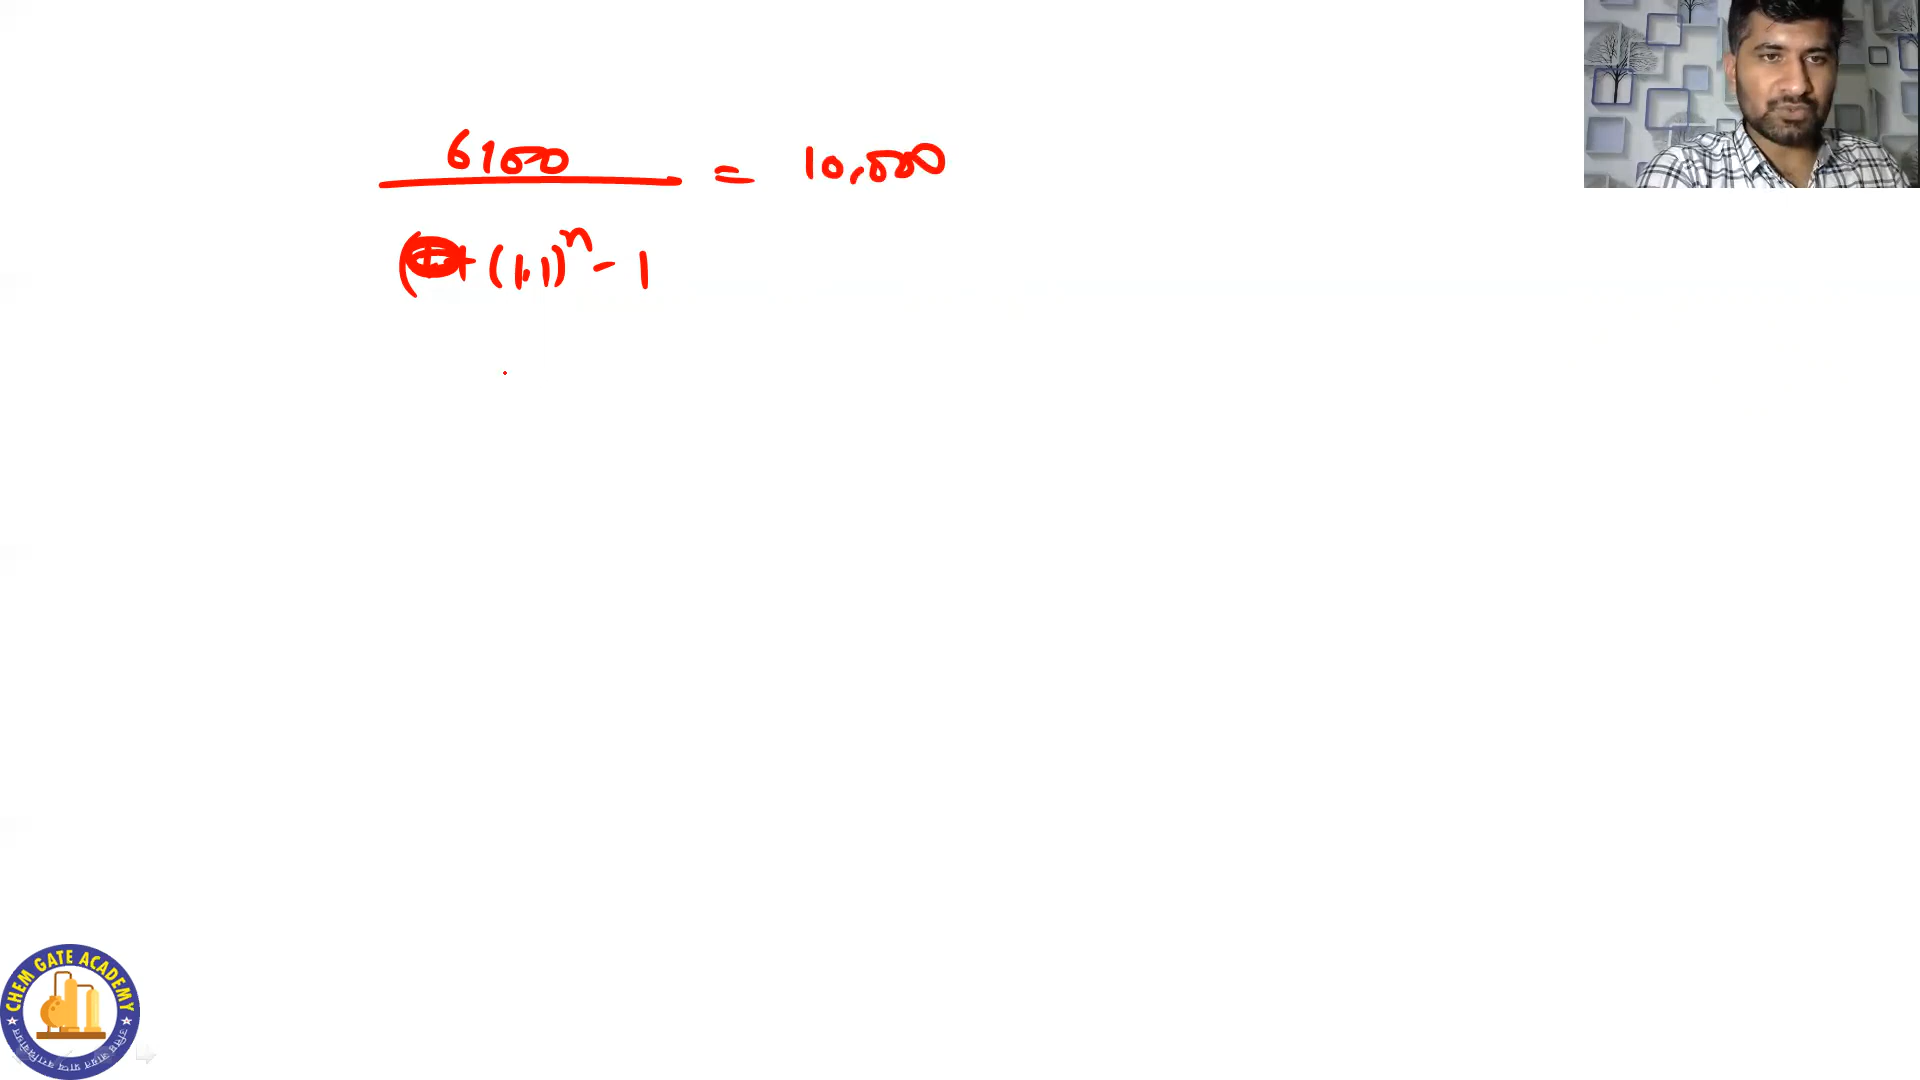 6100 = 10,000
(1.1)^n - 1
CHEM GATE ACADEMY